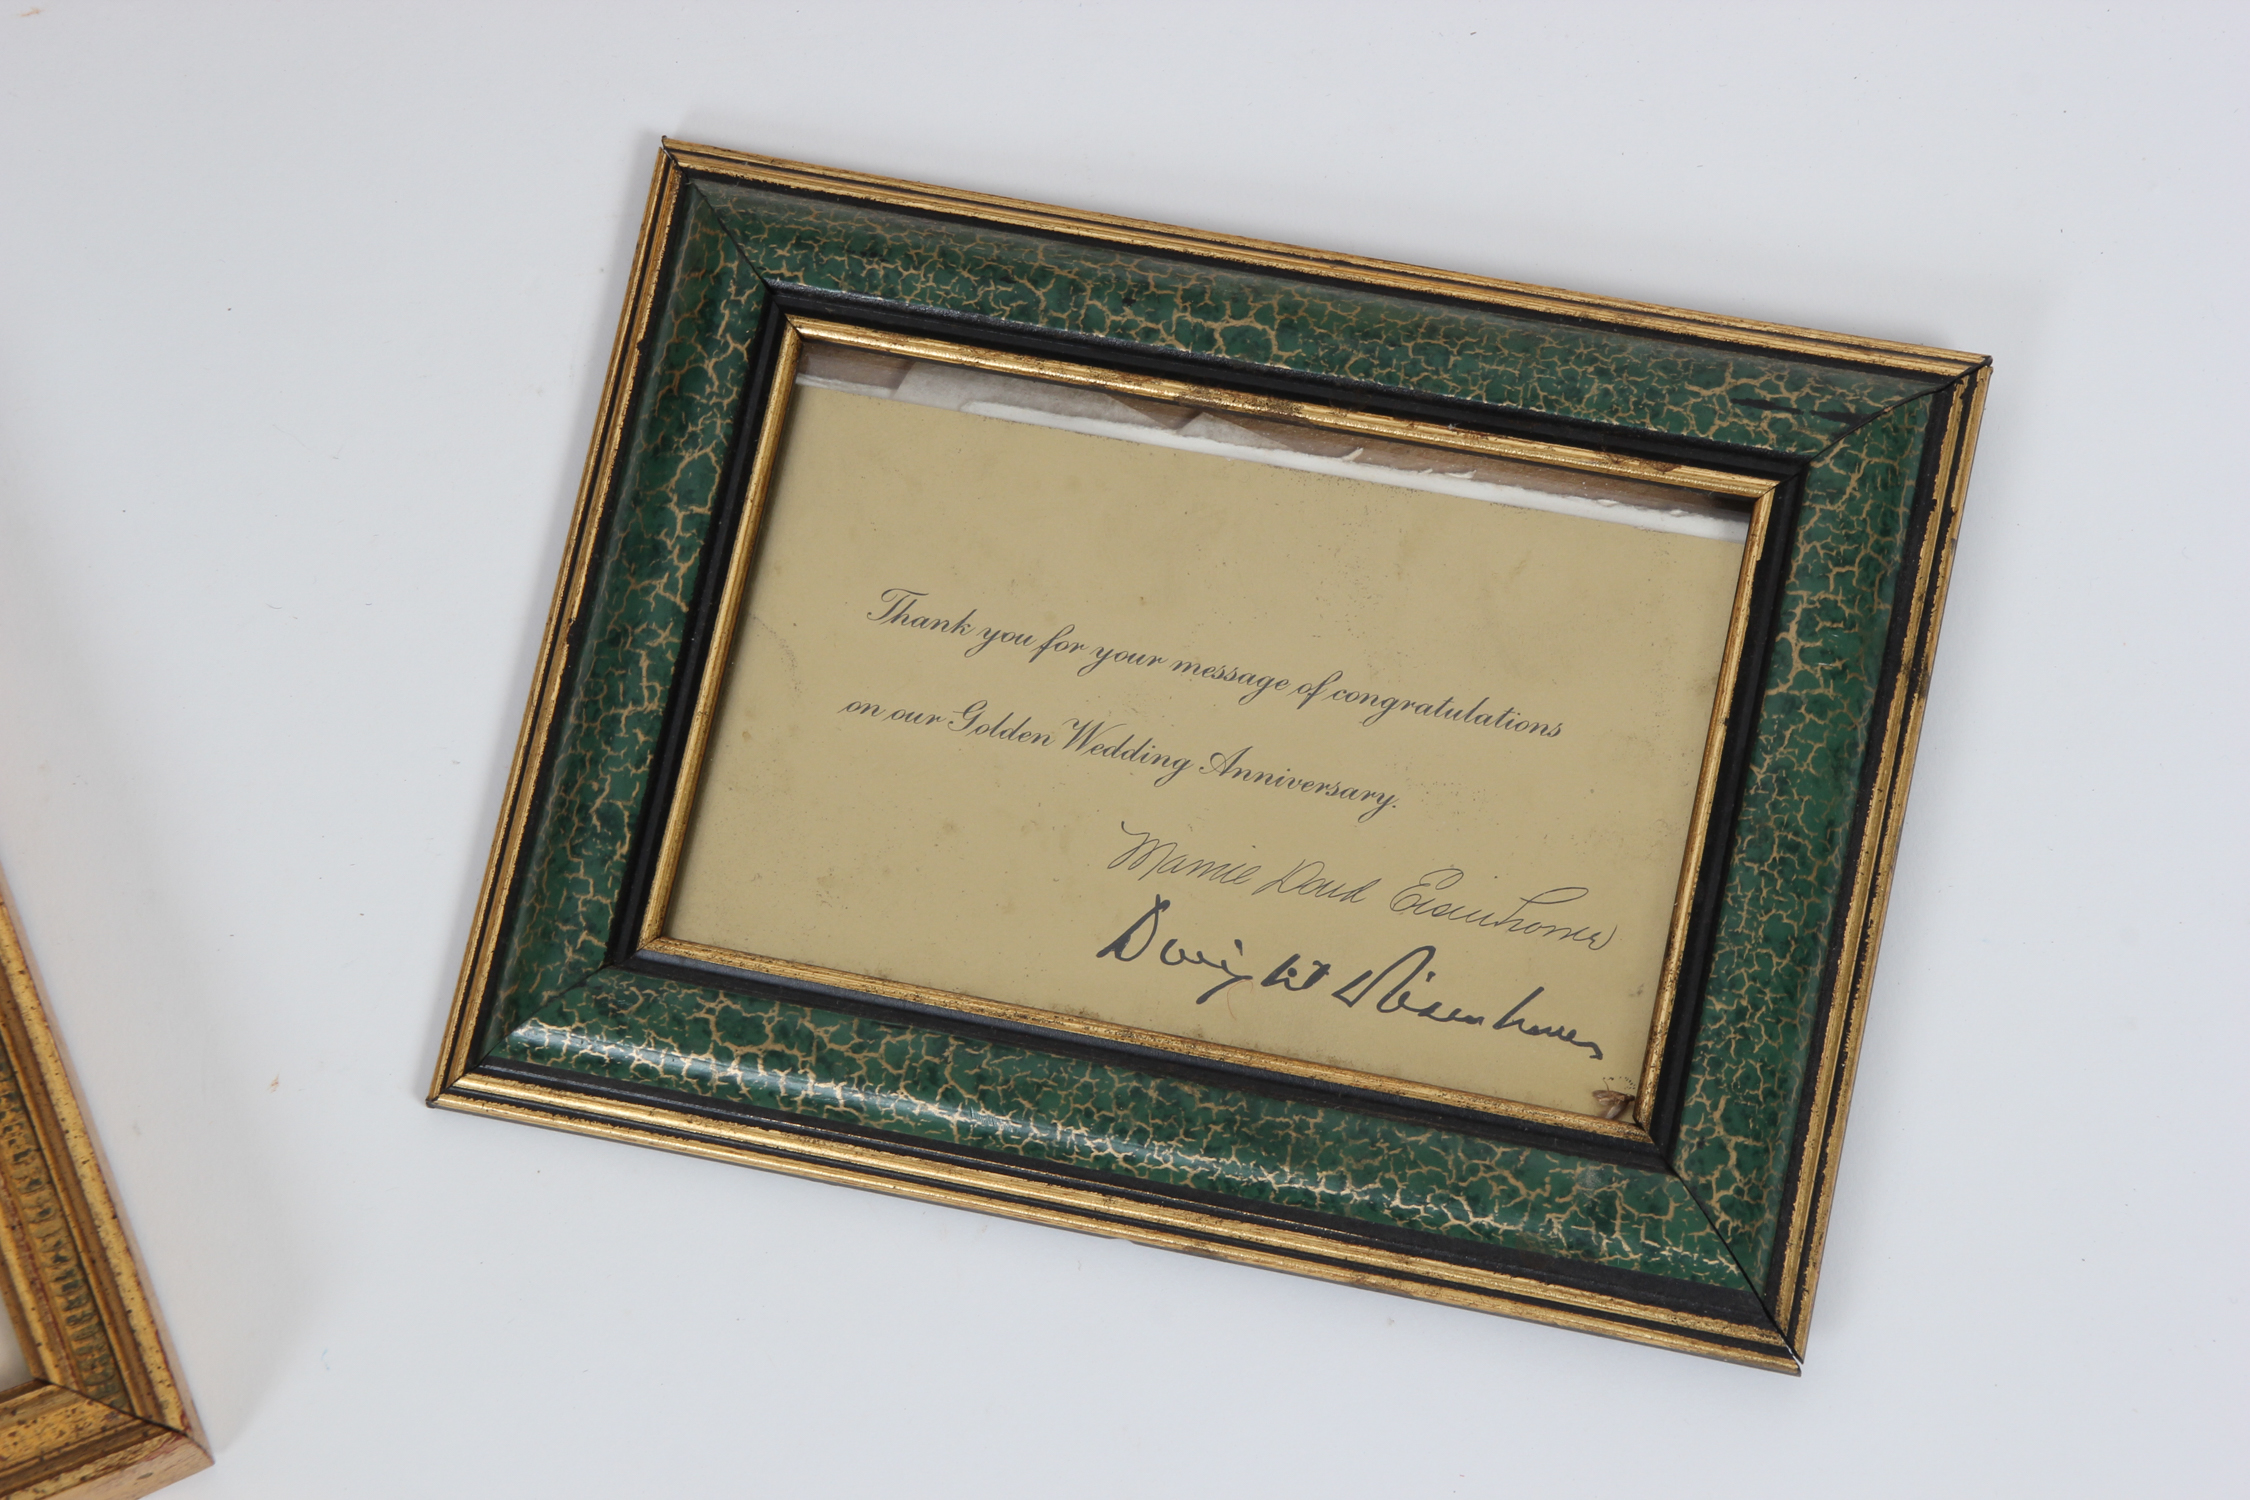 Thank you for your message of congratulations
on our Golden Wedding Anniversary.
Mamie Doud Eisenhower
Dwight D Eisenhower